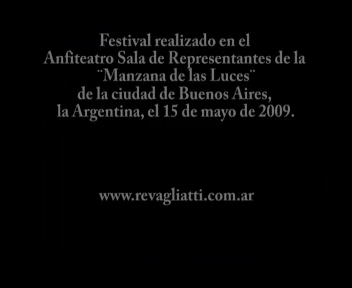 Festival realizado en el
Anfiteatro Sala de Representantes de la
¨Manzana de las Luces¨
de la ciudad de Buenos Aires,
la Argentina, el 15 de mayo de 2009.
www.revagliatti.com.ar